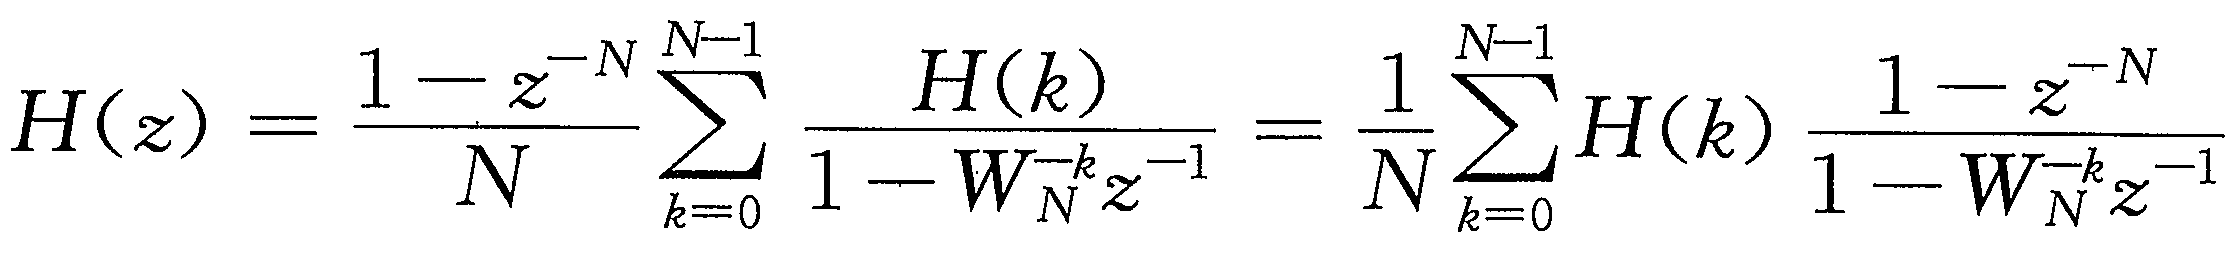 H(z) = \frac{1-z^{-N}}{N} \sum_{k=0}^{N-1} \frac{H(k)}{1-W_N^{-k}z^{-1}} = \frac{1}{N} \sum_{k=0}^{N-1} H(k) \frac{1-z^{-N}}{1-W_N^{-k}z^{-1}}